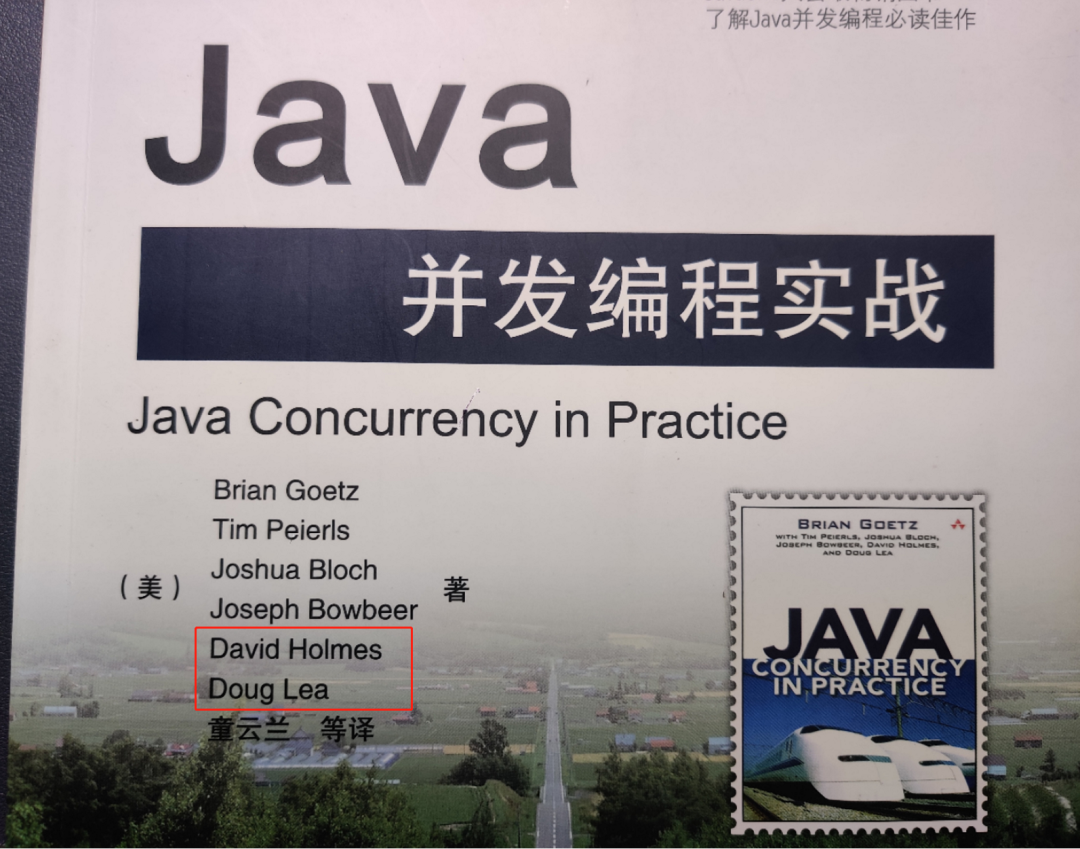 了解Java并发编程必读佳作
Java
并发编程实战
Java Concurrency in Practice
Brian Goetz
Tim Peierls
Joshua Bloch
(美)
著
Joseph Bowbeer
David Holmes
Doug Lea
童云兰 等译
BRIAN GOETZ
WITH TIM PEIERLS, JOSHUA BLOCH,
JOSEPH BOWBEER, DAVID HOLMES,
AND DOUG LEA
JAVA
CONCURRENCY
IN PRACTICE